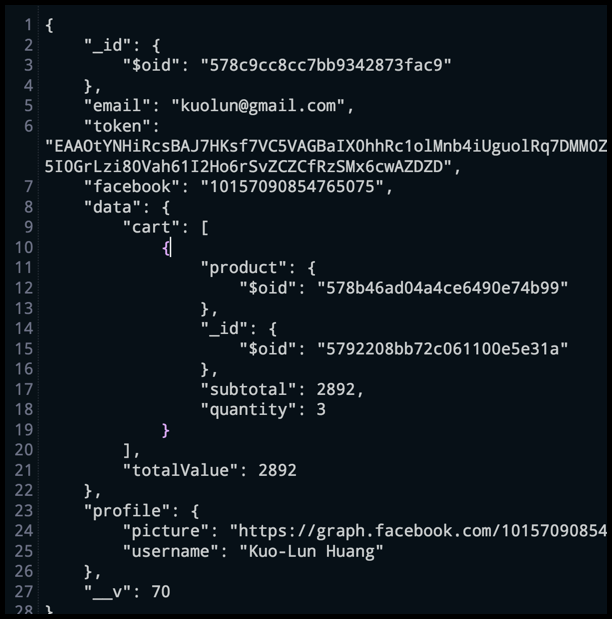 1 {
2 "_id": {
3 "$oid": "578c9cc8cc7bb9342873fac9"
4 },
5 "email": "kuolun@gmail.com",
6 "token":
"EAAOtYNHiRcsBAJ7HKsf7VC5VAGBaIX0hhRc1olMnb4iUguolRq7DMM0Z
5I0GrLzi80Vah61I2Ho6rSvZCZCfRzSMx6cwAZDZD",
7 "facebook": "10157090854765075",
8 "data": {
9 "cart": [
10 {
11 "product": {
12 "$oid": "578b46ad04a4ce6490e74b99"
13 },
14 "_id": {
15 "$oid": "5792208bb72c061100e5e31a"
16 },
17 "subtotal": 2892,
18 "quantity": 3
19 }
20 ],
21 "totalValue": 2892
22 },
23 "profile": {
24 "picture": "https://graph.facebook.com/10157090854
25 "username": "Kuo-Lun Huang"
26 },
27 "__v": 70
28 }